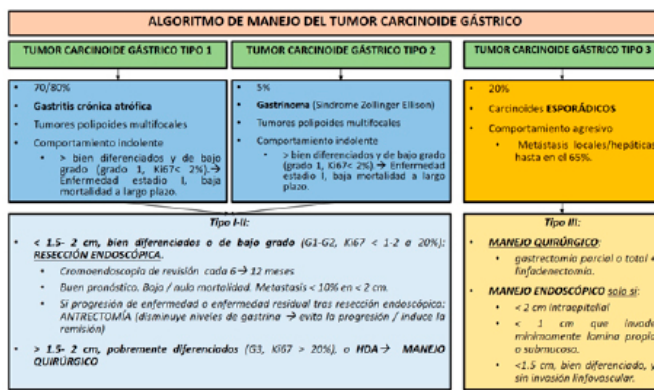 ALGORITMO DE MANEJO DEL TUMOR CARCINOIDE GÁSTRICO
TUMOR CARCINOIDE GÁSTRICO TIPO 1
• 70/80%
• Gastritis crónica atrófica
• Tumores polipoides multifocales
• Comportamiento indolente
• > bien diferenciados y de bajo
grado (grado 1, Ki67< 2%).→
Enfermedad estadio I, baja
mortalidad a largo plazo.
TUMOR CARCINOIDE GÁSTRICO TIPO 2
• 5%
• Gastrinoma (Síndrome Zollinger Ellison)
• Tumores polipoides multifocales
• Comportamiento indolente
• > bien diferenciados y de bajo grado
(grado 1, Ki67< 2%).→ Enfermedad
estadio I, baja mortalidad a largo
plazo.
TUMOR CARCINOIDE GÁSTRICO TIPO 3
• 20%
• Carcinoides ESPORÁDICOS
• Comportamiento agresivo
• Metástasis locales/hepáticas
hasta en el 65%.
Tipo I-II:
• < 1.5- 2 cm, bien diferenciados o de bajo grado (G1-G2, Ki67 < 1-2 a 20%):
RESECCIÓN ENDOSCÓPICA.
• Cromoendoscopia de revisión cada 6→ 12 meses
• Buen pronóstico. Baja / nula mortalidad. Metastasis < 10% en < 2 cm.
• Si progresión de enfermedad o enfermedad residual tras resección endoscópica:
ANTRECTOMÍA (disminuye niveles de gastrina → evita la progresión / induce la
remisión)
• > 1.5- 2 cm, pobremente diferenciados (G3, Ki67 > 20%), o HDA→ MANEJO
QUIRÚRGICO
Tipo III:
• MANEJO QUIRÚRGICO:
• gastrectomía parcial o total +
linfadenectomía.
• MANEJO ENDOSCÓPICO solo si:
• < 2 cm intraepitelial
• < 1 cm que invade
mínimamente lamina propia
o submucosa.
• <1.5 cm, bien diferenciado, y
sin invasión linfovascular.